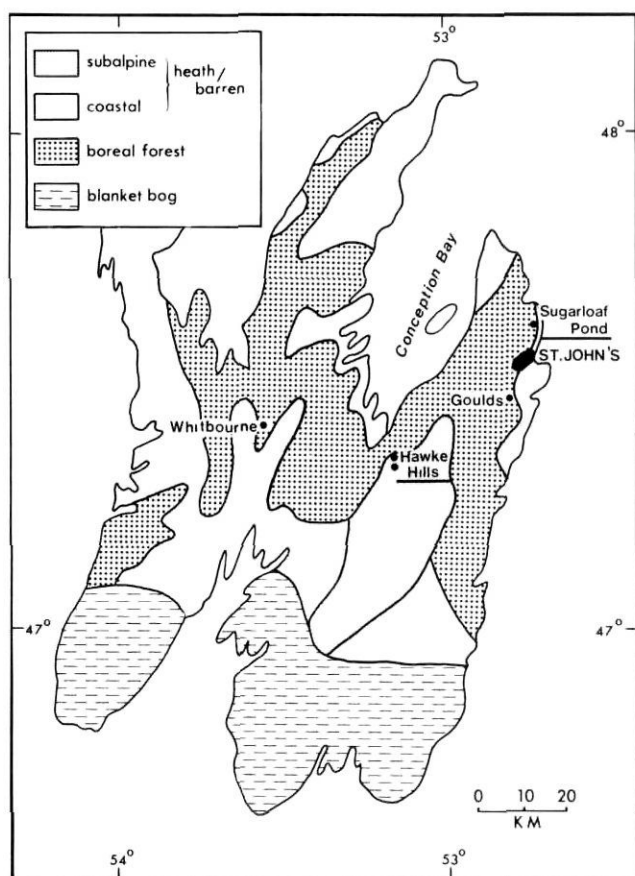 53°
subalpine
heath/
barren
coastal
boreal forest
blanket bog
48°
48°
Conception Bay
Sugarloaf
Pond
ST. JOHN'S
Goulds
Whitbourne
Hawke
Hills
47°
47°
0 10 20
KM
54°
53°